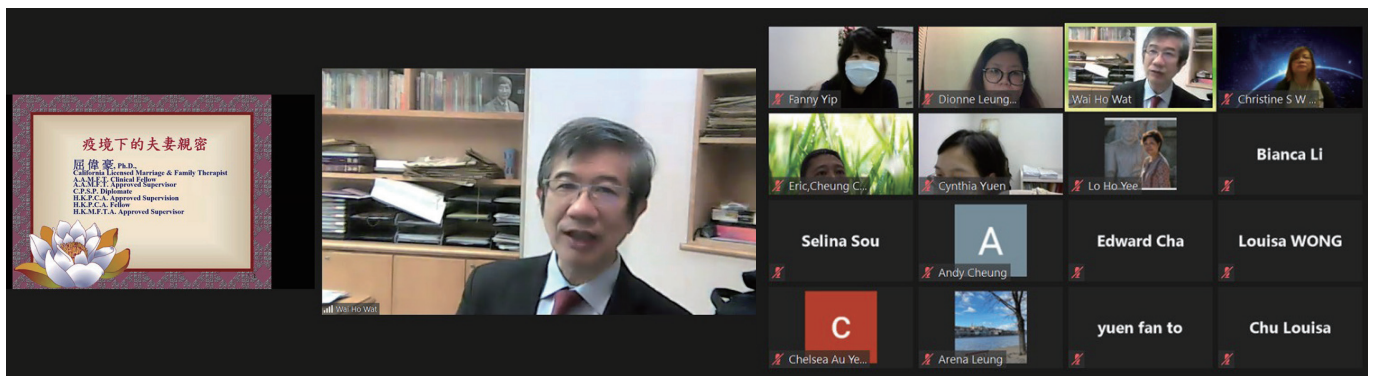 疫境下的夫妻親密
屈偉豪, Ph.D.,
California Licensed Marriage & Family Therapist
A.A.M.F.T. Clinical Fellow
A.A.M.F.T. Approved Supervisor
C.P.S.P. Diplomate
H.K.P.C.A. Approved Supervision
H.K.P.C.A. Fellow
H.K.M.F.T.A. Approved Supervisor
Wai Ho Wat
Fanny Yip
Dionne Leung...
Wai Ho Wat
Christine S W ...
Eric,Cheung C...
Cynthia Yuen
Lo Ho Yee
Bianca Li
Selina Sou
A
Andy Cheung
Edward Cha
Louisa WONG
C
Chelsea Au Ye...
Arena Leung
yuen fan to
Chu Louisa